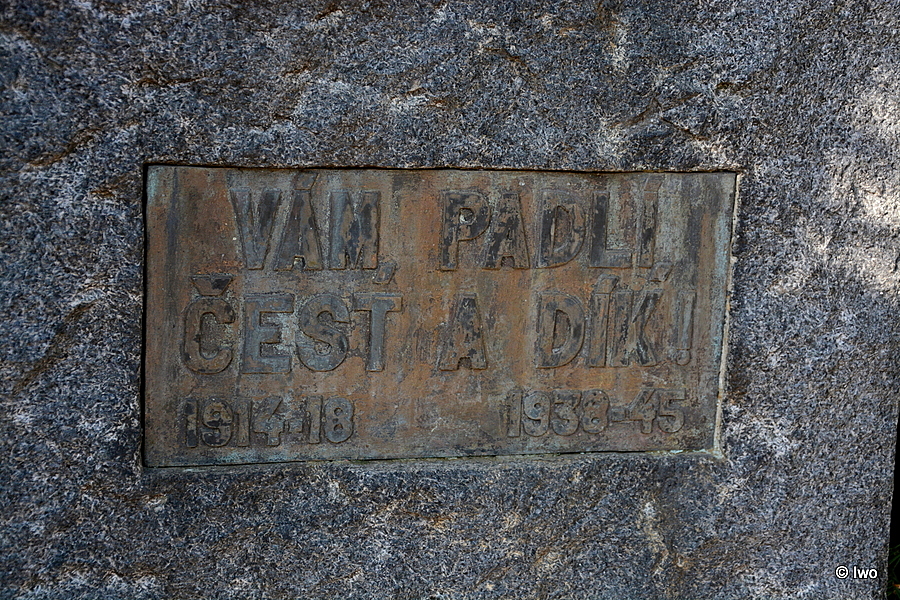 VÁM, PADLÍ,
ČEST A DÍK!
1914-18 1938-45
© Iwo